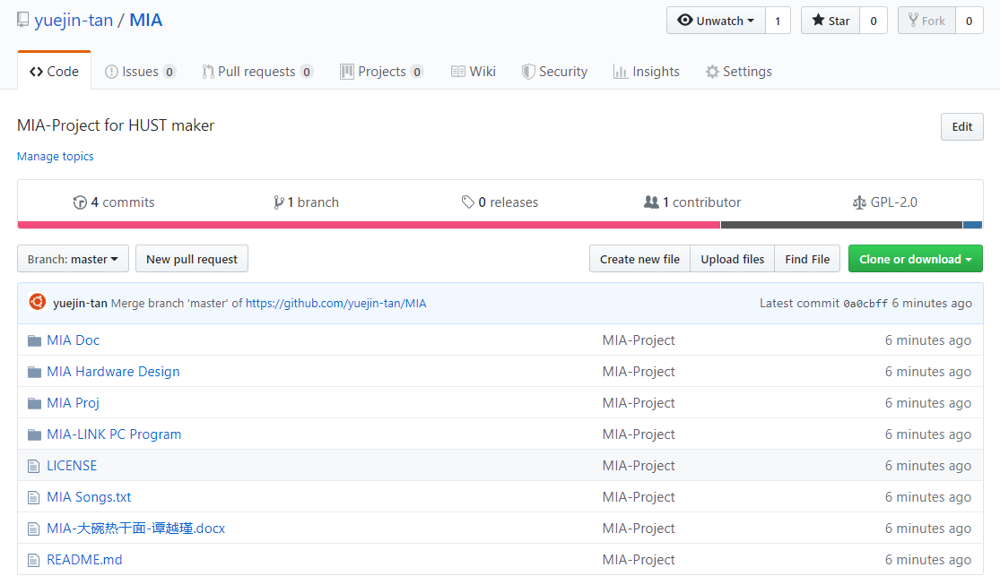 yuejin-tan / MIA
Unwatch 1 Star 0 Fork 0
Code Issues 0 Pull requests 0 Projects 0 Wiki Security Insights Settings
MIA-Project for HUST maker Edit
Manage topics
4 commits 1 branch 0 releases 1 contributor GPL-2.0
Branch: master New pull request Create new file Upload files Find File Clone or download
yuejin-tan Merge branch 'master' of https://github.com/yuejin-tan/MIA Latest commit 0a0cbff 6 minutes ago
MIA Doc MIA-Project 6 minutes ago
MIA Hardware Design MIA-Project 6 minutes ago
MIA Proj MIA-Project 6 minutes ago
MIA-LINK PC Program MIA-Project 6 minutes ago
LICENSE MIA-Project 6 minutes ago
MIA Songs.txt MIA-Project 6 minutes ago
MIA-大碗热干面-谭越瑾.docx MIA-Project 6 minutes ago
README.md MIA-Project 6 minutes ago